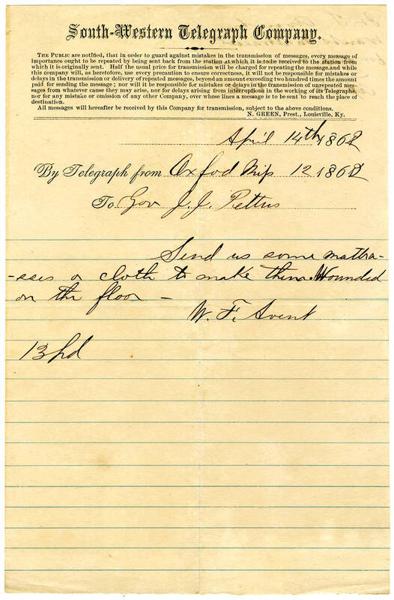 South-Western Telegraph Company.
THE PUBLIC are notified, that in order to guard against mistakes in the transmission of messages, every message of
importance ought to be repeated by being sent back from the station at which it is to be received to the station from
which it is originally sent. Half the usual price for transmission will be charged for repeating the message, and while
this company will, as heretofore, use every precaution to ensure correctness, it will not be responsible for mistakes or
delays in the transmission or delivery of repeated messages, beyond an amount exceeding two hundred times the amount
paid for sending the message; nor will it be responsible for mistakes or delays in the transmission of unrepeated messages
from whatever cause they may arise, nor for delays arising from interruptions in the working of its Telegraphs,
nor for any mistake or omission of any other Company, over whose lines a message is to be sent to reach the place of
destination.
All messages will hereafter be received by this Company for transmission, subject to the above conditions.
N. GREEN, Prest., Louisville, Ky.
April 14th 1862
By Telegraph from Oxfod Mip 12 1862
To Gov J. J. Pettus
Send us some mattra-
-sses or cloth to make them Wounded
on the floor -
W. F. Avent
13 pd